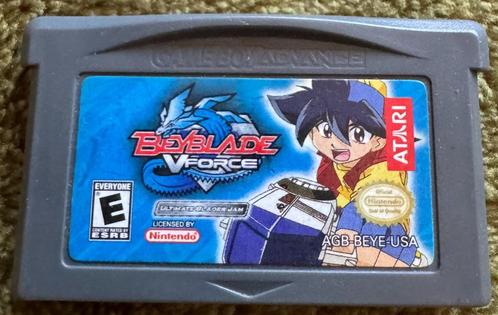 GAME BOY ADVANCE
BEYBLADE
VFORCE
ULTIMATE BLADER JAM
EVERYONE
E
CONTENT RATED BY
ESRB
LICENSED BY
Nintendo
ATARI
Official
Nintendo
Seal of Quality
AGB-BEYE-USA